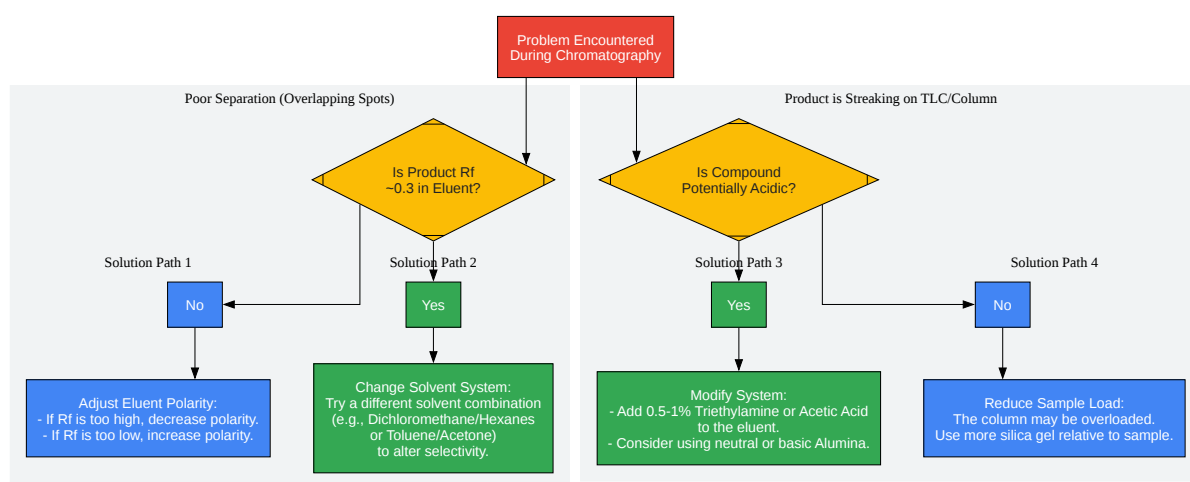 Problem Encountered
During Chromatography
Poor Separation (Overlapping Spots)
Is Product Rf
~0.3 in Eluent?
Solution Path 1
No
Adjust Eluent Polarity:
- If Rf is too high, decrease polarity.
- If Rf is too low, increase polarity.
Solution Path 2
Yes
Change Solvent System:
Try a different solvent combination
(e.g., Dichloromethane/Hexanes
or Toluene/Acetone)
to alter selectivity.
Product is Streaking on TLC/Column
Is Compound
Potentially Acidic?
Solution Path 3
Yes
Modify System:
- Add 0.5-1% Triethylamine or Acetic Acid
to the eluent.
- Consider using neutral or basic Alumina.
Solution Path 4
No
Reduce Sample Load:
The column may be overloaded.
Use more silica gel relative to sample.